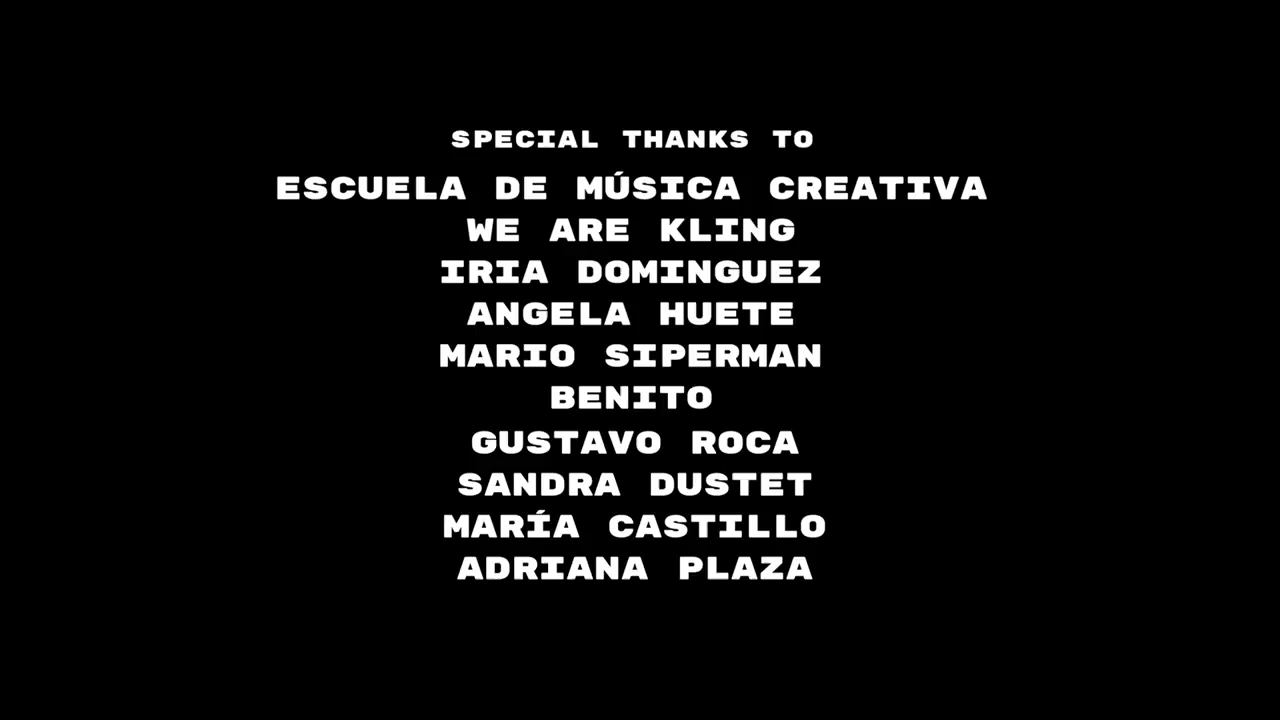 SPECIAL THANKS TO
ESCUELA DE MÚSICA CREATIVA
WE ARE KLING
IRIA DOMINGUEZ
ANGELA HUETE
MARIO SIPERMAN
BENITO
GUSTAVO ROCA
SANDRA DUSTET
MARÍA CASTILLO
ADRIANA PLAZA